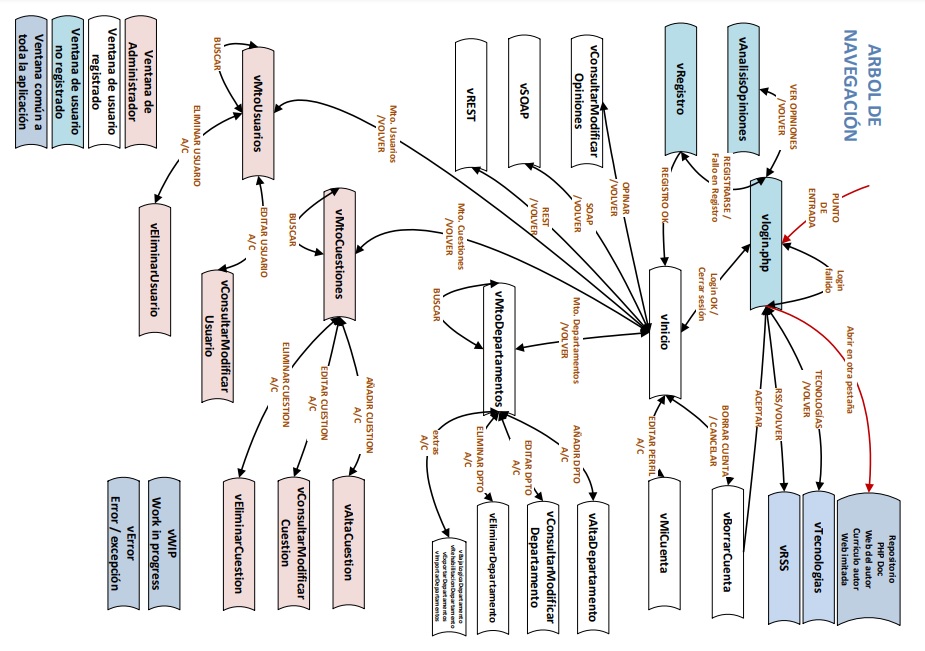 ARBOL DE
NAVEGACIÓN
PUNTO
DE
ENTRADA
Login
fallido
Abrir en otra pestaña
Repositorio
PHP Doc
Web del autor
Currículo autor
Web imitada
TECNOLOGÍAS
/VOLVER
vTecnologias
VER OPINIONES
/VOLVER
vlogin.php
RSS/VOLVER
vRSS
ACEPTAR
vAnalisisOpiniones
REGISTRARSE /
Fallo en Registro
Login OK /
Cerrar sesión
BORRAR CUENTA
/ CANCELAR
vBorrarCuenta
vRegistro
REGISTRO OK
vInicio
EDITAR PERFIL
A/C
vMiCuenta
OPINAR
/VOLVER
vConsultarModificar
Opiniones
SOAP
/VOLVER
Mto. Departamentos
/VOLVER
AÑADIR DPTO
A/C
vAltaDepartamento
REST
/VOLVER
vSOAP
EDITAR DPTO
A/C
vConsultarModificar
Departamento
vMtoDepartamentos
ELIMINAR DPTO
A/C
vEliminarDepartamento
vREST
Mto. Cuestiones
/VOLVER
BUSCAR
extras
A/C
vBajaLogicaDepartamento
vRehabilitacionDepartamento
vExportarDepartamentos
vImportarDepartamentos
Mto. Usuarios
/VOLVER
AÑADIR CUESTION
A/C
vAltaCuestion
vMtoCuestiones
EDITAR CUESTION
A/C
BUSCAR
vConsultarModificar
Cuestion
ELIMINAR CUESTION
A/C
vEliminarCuestion
vMtoUsuarios
EDITAR USUARIO
A/C
BUSCAR
vConsultarModificar
Usuario
ELIMINAR USUARIO
A/C
vEliminarUsuario
vWIP
Work in progress
vError
Error / excepción
Ventana de
Administrador
Ventana de usuario
registrado
Ventana de usuario
no registrado
Ventana común a
toda la aplicación